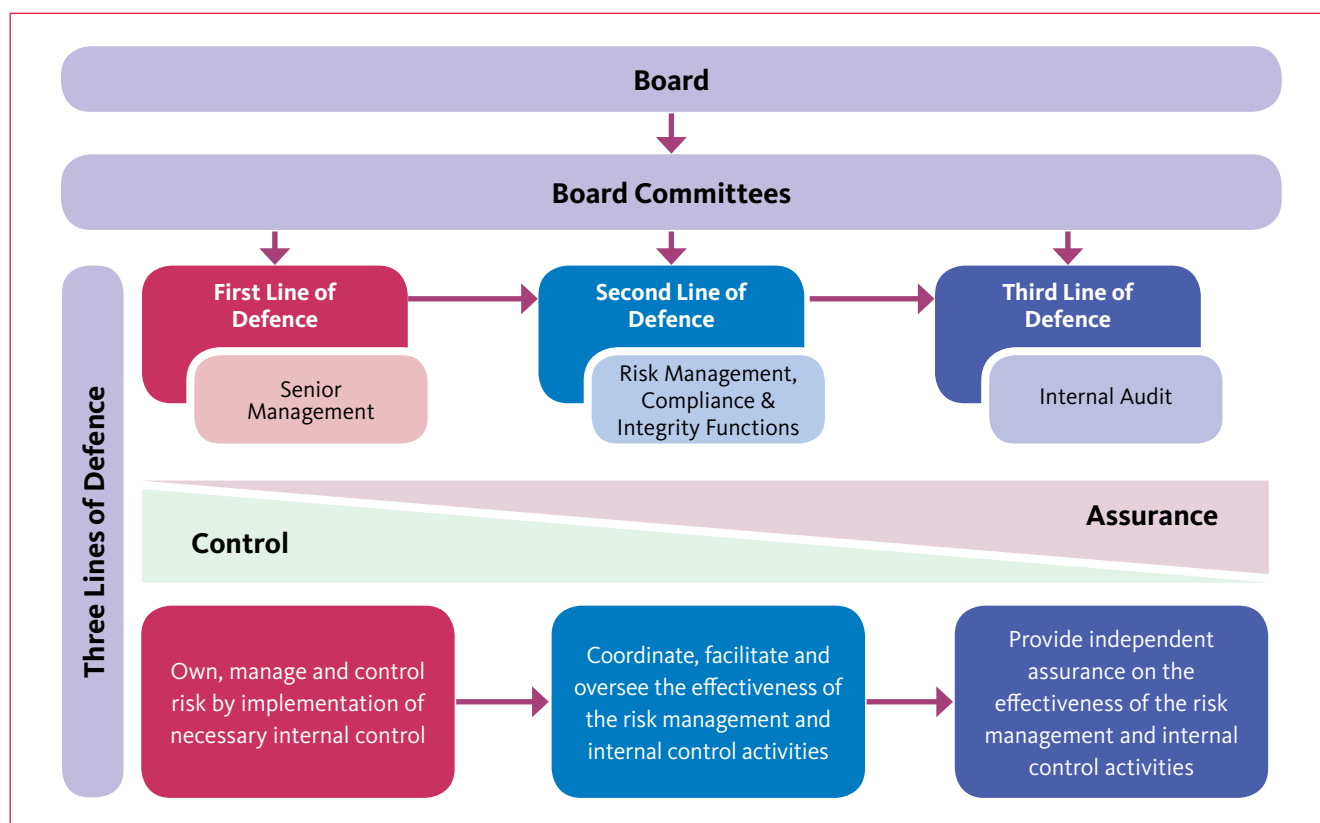 Board
Board Committees
Three Lines of Defence
First Line of
Defence
Senior
Management
Second Line of
Defence
Risk Management,
Compliance &
Integrity Functions
Third Line of
Defence
Internal Audit
Control
Assurance
Own, manage and control
risk by implementation of
necessary internal control
Coordinate, facilitate and
oversee the effectiveness of
the risk management and
internal control activities
Provide independent
assurance on the
effectiveness of the risk
management and internal
control activities